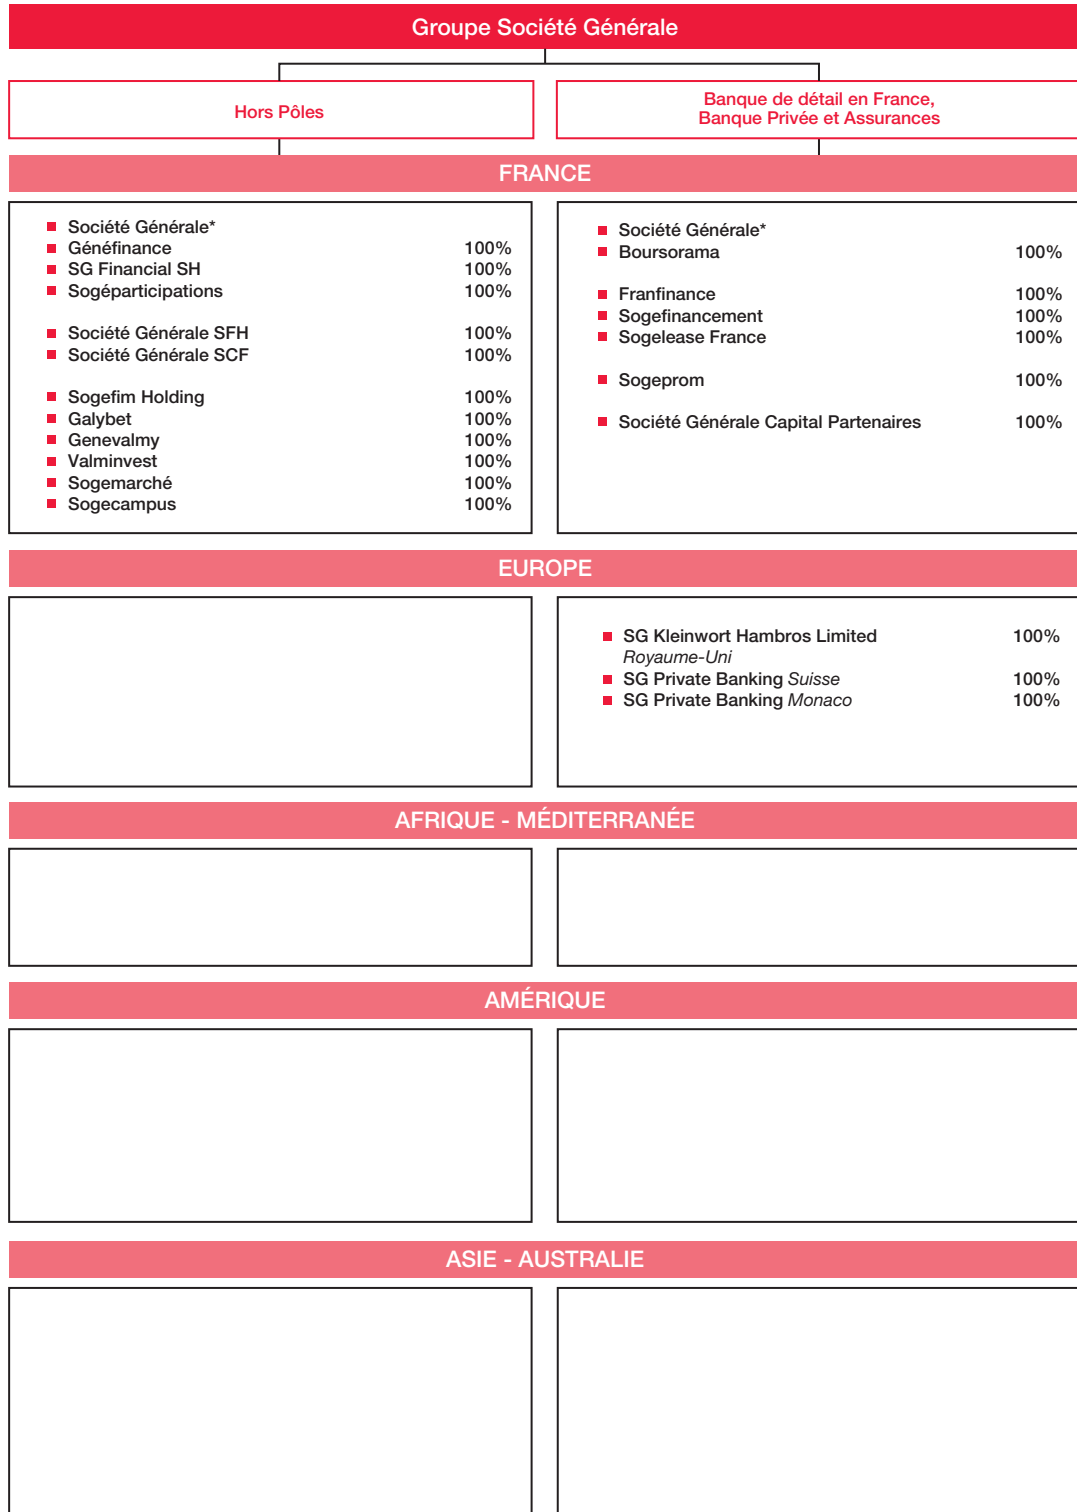 Groupe Société Générale
Hors Pôles
Banque de détail en France,
Banque Privée et Assurances
FRANCE
Société Générale*
Généfinance 100%
SG Financial SH 100%
Sogéparticipations 100%
Société Générale SFH 100%
Société Générale SCF 100%
Sogefim Holding 100%
Galybet 100%
Genevalmy 100%
Valminvest 100%
Sogemarché 100%
Sogecampus 100%
Société Générale*
Boursorama 100%
Franfinance 100%
Sogefinancement 100%
Sogelease France 100%
Sogeprom 100%
Société Générale Capital Partenaires 100%
EUROPE
SG Kleinwort Hambros Limited 100%
Royaume-Uni
SG Private Banking Suisse 100%
SG Private Banking Monaco 100%
AFRIQUE - MÉDITERRANÉE
AMÉRIQUE
ASIE - AUSTRALIE